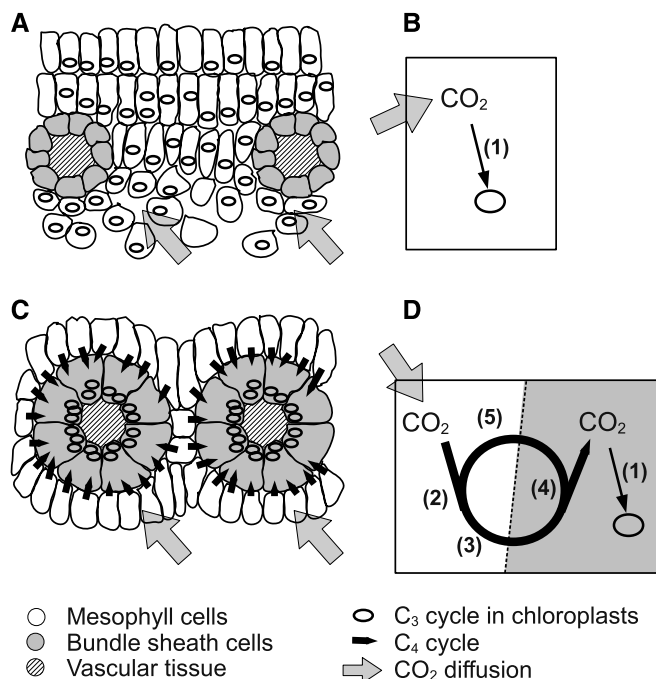 A
B
CO₂
(1)
C
D
CO₂
(5)
CO₂
(2)
(4)
(1)
(3)
Mesophyll cells
Bundle sheath cells
Vascular tissue
C₃ cycle in chloroplasts
C₄ cycle
CO₂ diffusion